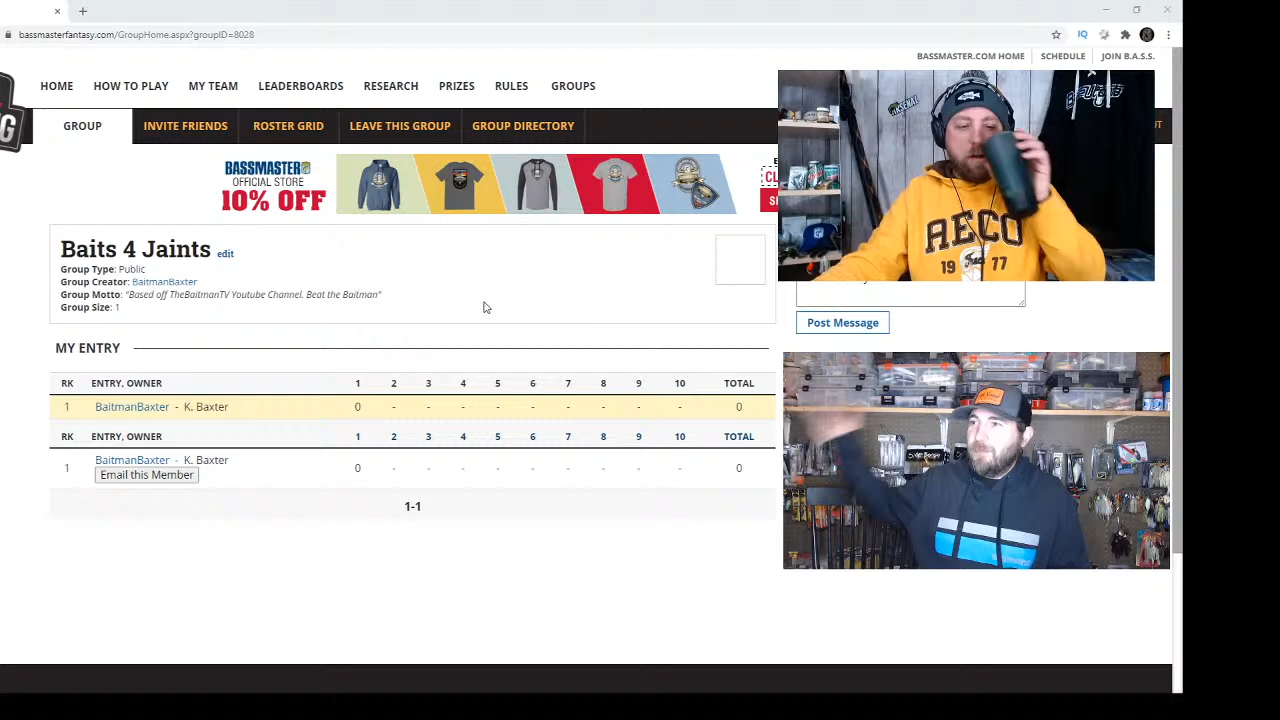 bassmasterfantasy.com/GroupHome.aspx?groupID=8028
IQ
BASSMASTER.COM HOME SCHEDULE JOIN B.A.S.S.
HOME HOW TO PLAY MY TEAM LEADERBOARDS RESEARCH PRIZES RULES GROUPS
GROUP INVITE FRIENDS ROSTER GRID LEAVE THIS GROUP GROUP DIRECTORY
BASSMASTER
OFFICIAL STORE
10% OFF
Baits 4 Jaints edit
Group Type: Public
Group Creator: BaitmanBaxter
Group Motto: "Based off TheBaitmanTV Youtube Channel. Beat the Baitman"
Group Size: 1
Post Message
MY ENTRY
RK ENTRY, OWNER 1 2 3 4 5 6 7 8 9 10 TOTAL
1 BaitmanBaxter - K. Baxter 0 - - - - - - - - - 0
RK ENTRY, OWNER 1 2 3 4 5 6 7 8 9 10 TOTAL
1 BaitmanBaxter - K. Baxter 0 - - - - - - - - - 0
Email this Member
1-1
ARSENAL
AECO
19 77